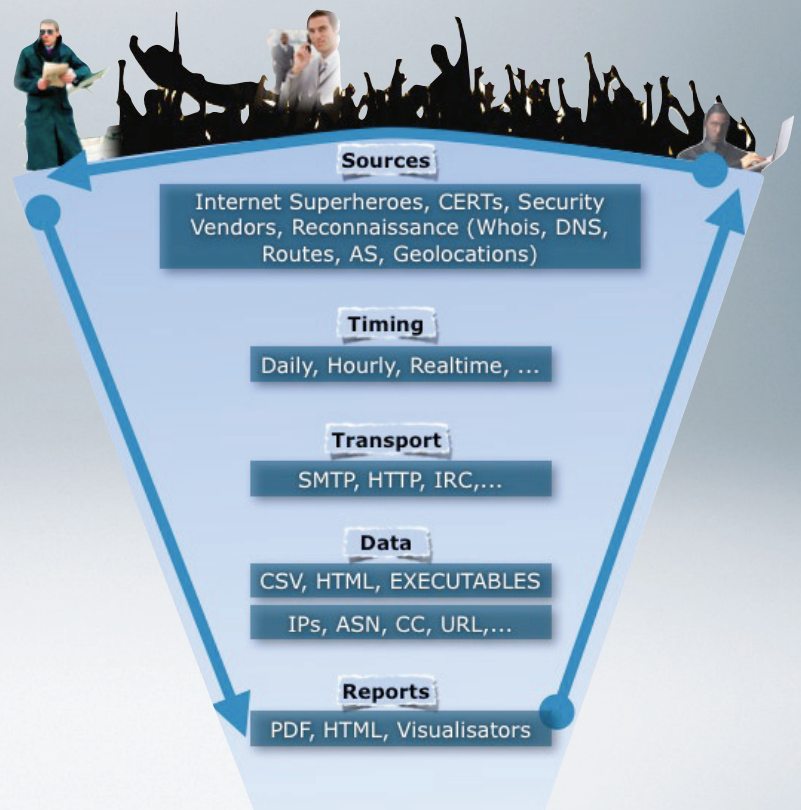 Sources
Internet Superheroes, CERTs, Security
Vendors, Reconnaissance (Whois, DNS,
Routes, AS, Geolocations)
Timing
Daily, Hourly, Realtime, ...
Transport
SMTP, HTTP, IRC,...
Data
CSV, HTML, EXECUTABLES
IPs, ASN, CC, URL,...
Reports
PDF, HTML, Visualisators